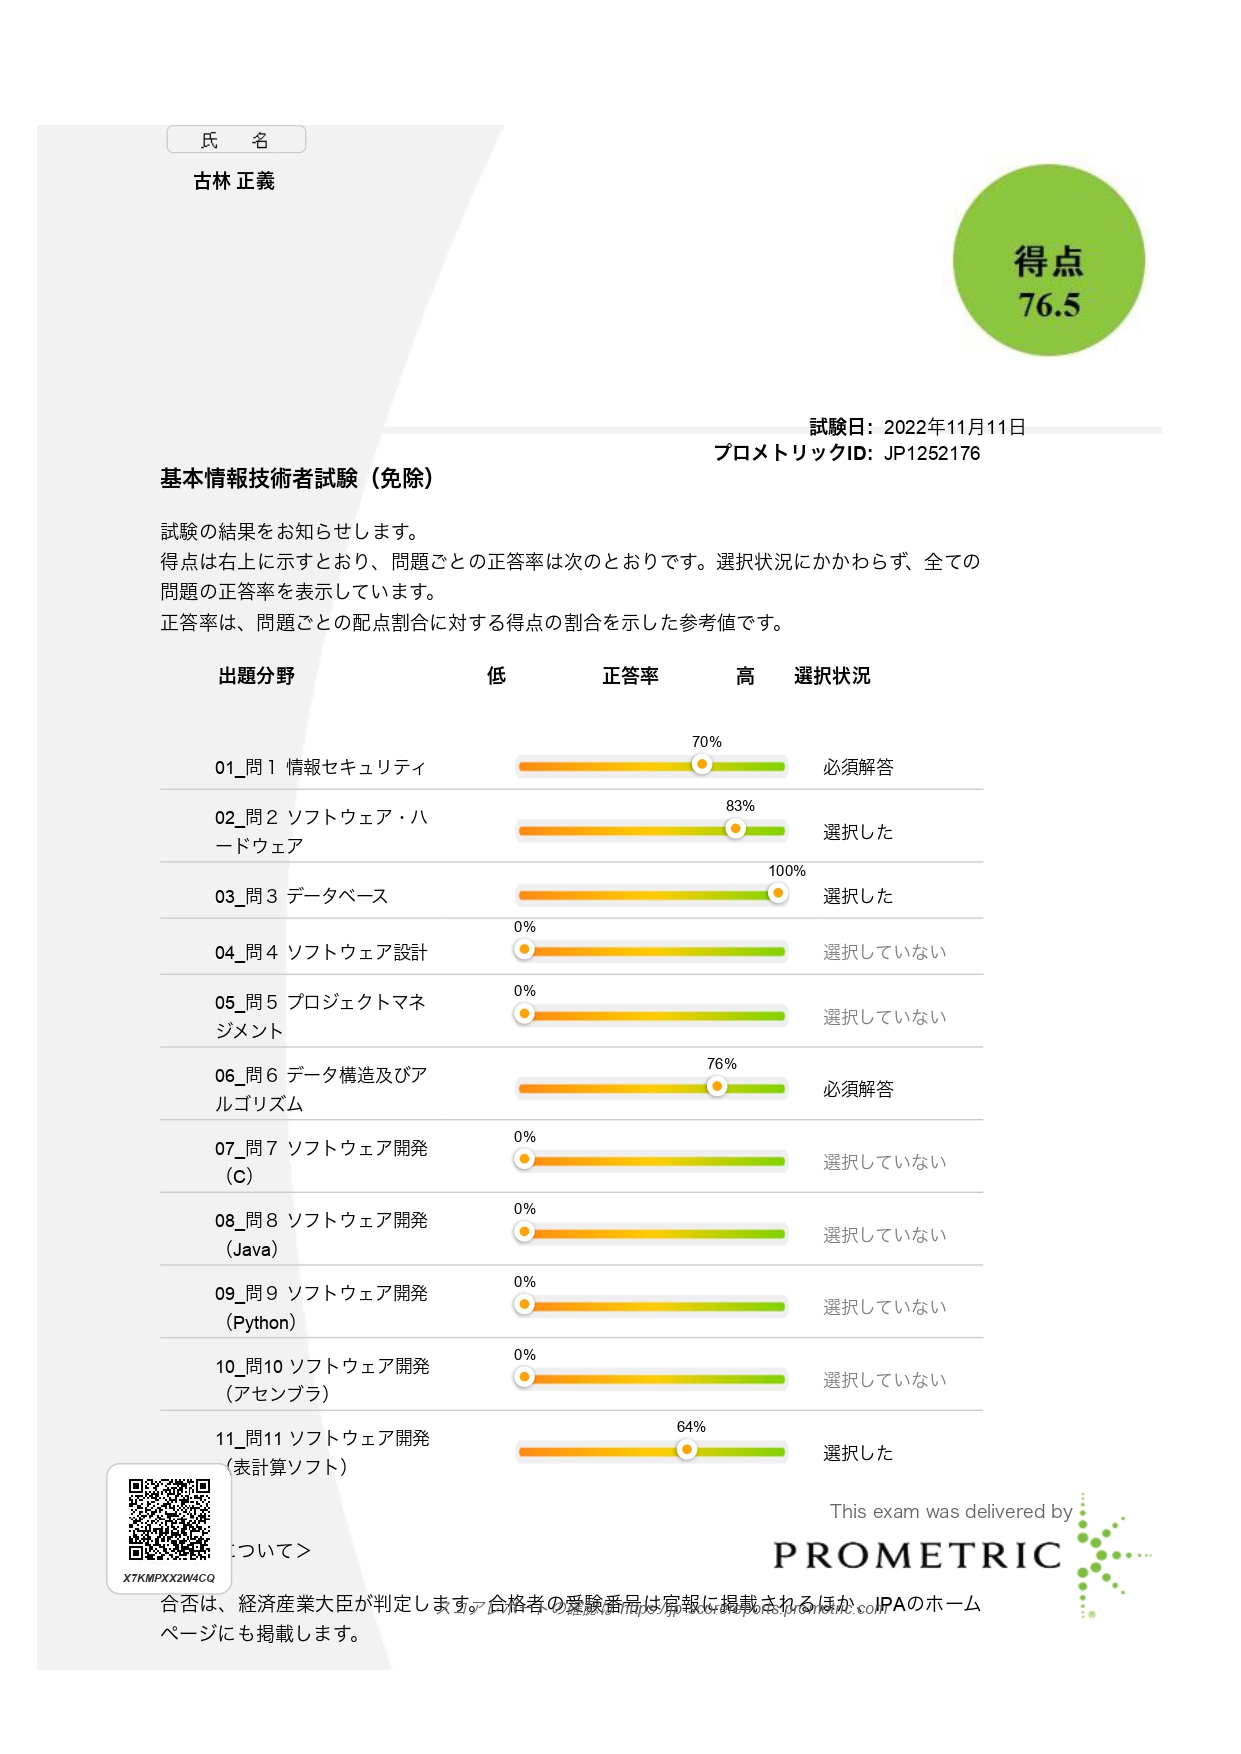 氏　名
古林 正義
得点
76.5
試験日: 2022年11月11日
プロメトリックID: JP1252176
基本情報技術者試験（免除）
試験の結果をお知らせします。
得点は右上に示すとおり、問題ごとの正答率は次のとおりです。選択状況にかかわらず、全ての
問題の正答率を表示しています。
正答率は、問題ごとの配点割合に対する得点の割合を示した参考値です。
出題分野 低 正答率 高 選択状況
70%
01_問１ 情報セキュリティ 必須解答
83%
02_問２ ソフトウェア・ハ
ードウェア
選択した
100%
03_問３ データベース 選択した
0%
04_問４ ソフトウェア設計 選択していない
0%
05_問５ プロジェクトマネ
ジメント
選択していない
76%
06_問６ データ構造及びア
ルゴリズム
必須解答
0%
07_問７ ソフトウェア開発
（C）
選択していない
0%
08_問８ ソフトウェア開発
（Java）
選択していない
0%
09_問９ ソフトウェア開発
（Python）
選択していない
0%
10_問10 ソフトウェア開発
（アセンブラ）
選択していない
64%
11_問11 ソフトウェア開発
（表計算ソフト）
選択した
This exam was delivered by
PROMETRIC
ついて＞
X7KMPXX2W4CQ
合否は、経済産業大臣が判定します。合格者の受験番号は官報に掲載されるほか、IPAのホーム
スコアレポートの確認は https://jp-scorereports.prometric.com
ページにも掲載します。